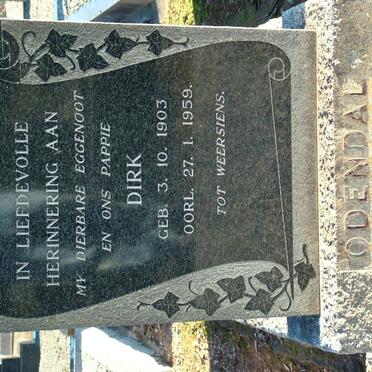 IN LIEFDEVOLLE
HERINNERING AAN
MY DIERBARE EGGENOOT
EN ONS PAPPIE
DIRK
GEB. 3. 10. 1903
OORL. 27. 1. 1959.
TOT WEERSIENS.
ODENDAL